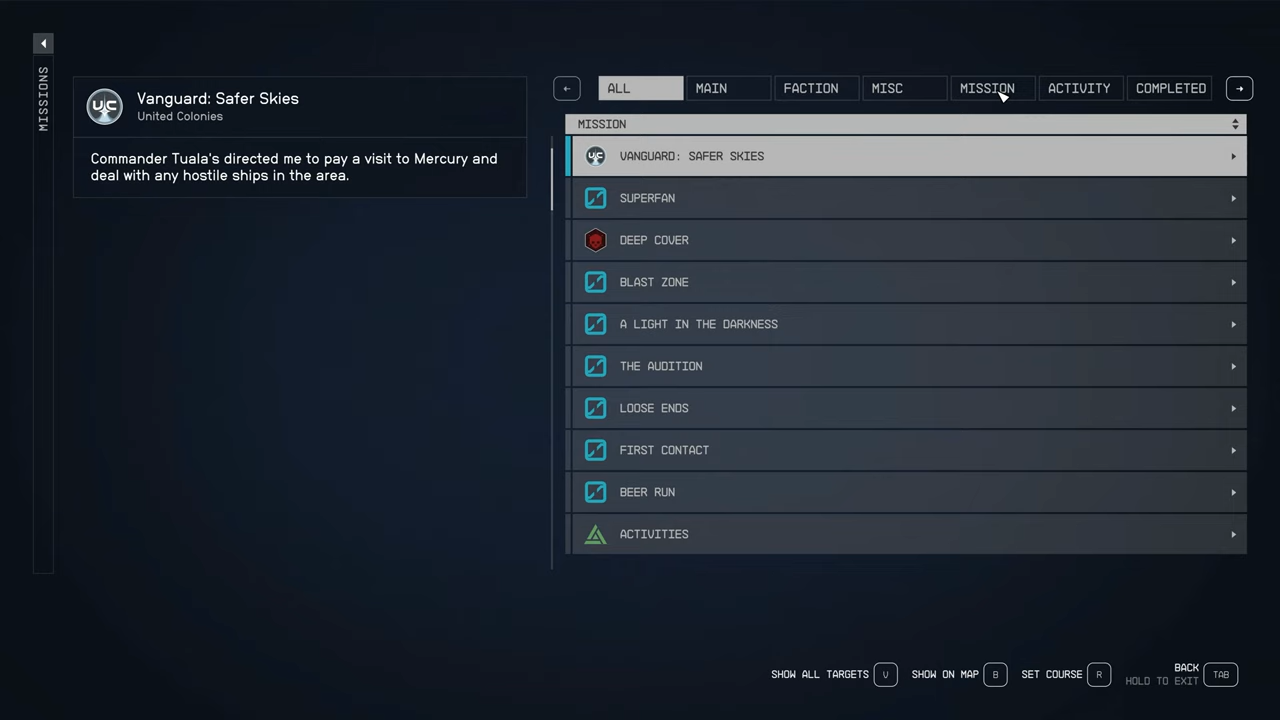 MISSIONS
UC
Vanguard: Safer Skies
United Colonies
Commander Tuala's directed me to pay a visit to Mercury and
deal with any hostile ships in the area.
ALL MAIN FACTION MISC MISSION ACTIVITY COMPLETED
MISSION
UC VANGUARD: SAFER SKIES
SUPERFAN
DEEP COVER
BLAST ZONE
A LIGHT IN THE DARKNESS
THE AUDITION
LOOSE ENDS
FIRST CONTACT
BEER RUN
ACTIVITIES
SHOW ALL TARGETS V SHOW ON MAP B SET COURSE R BACK TAB
HOLD TO EXIT